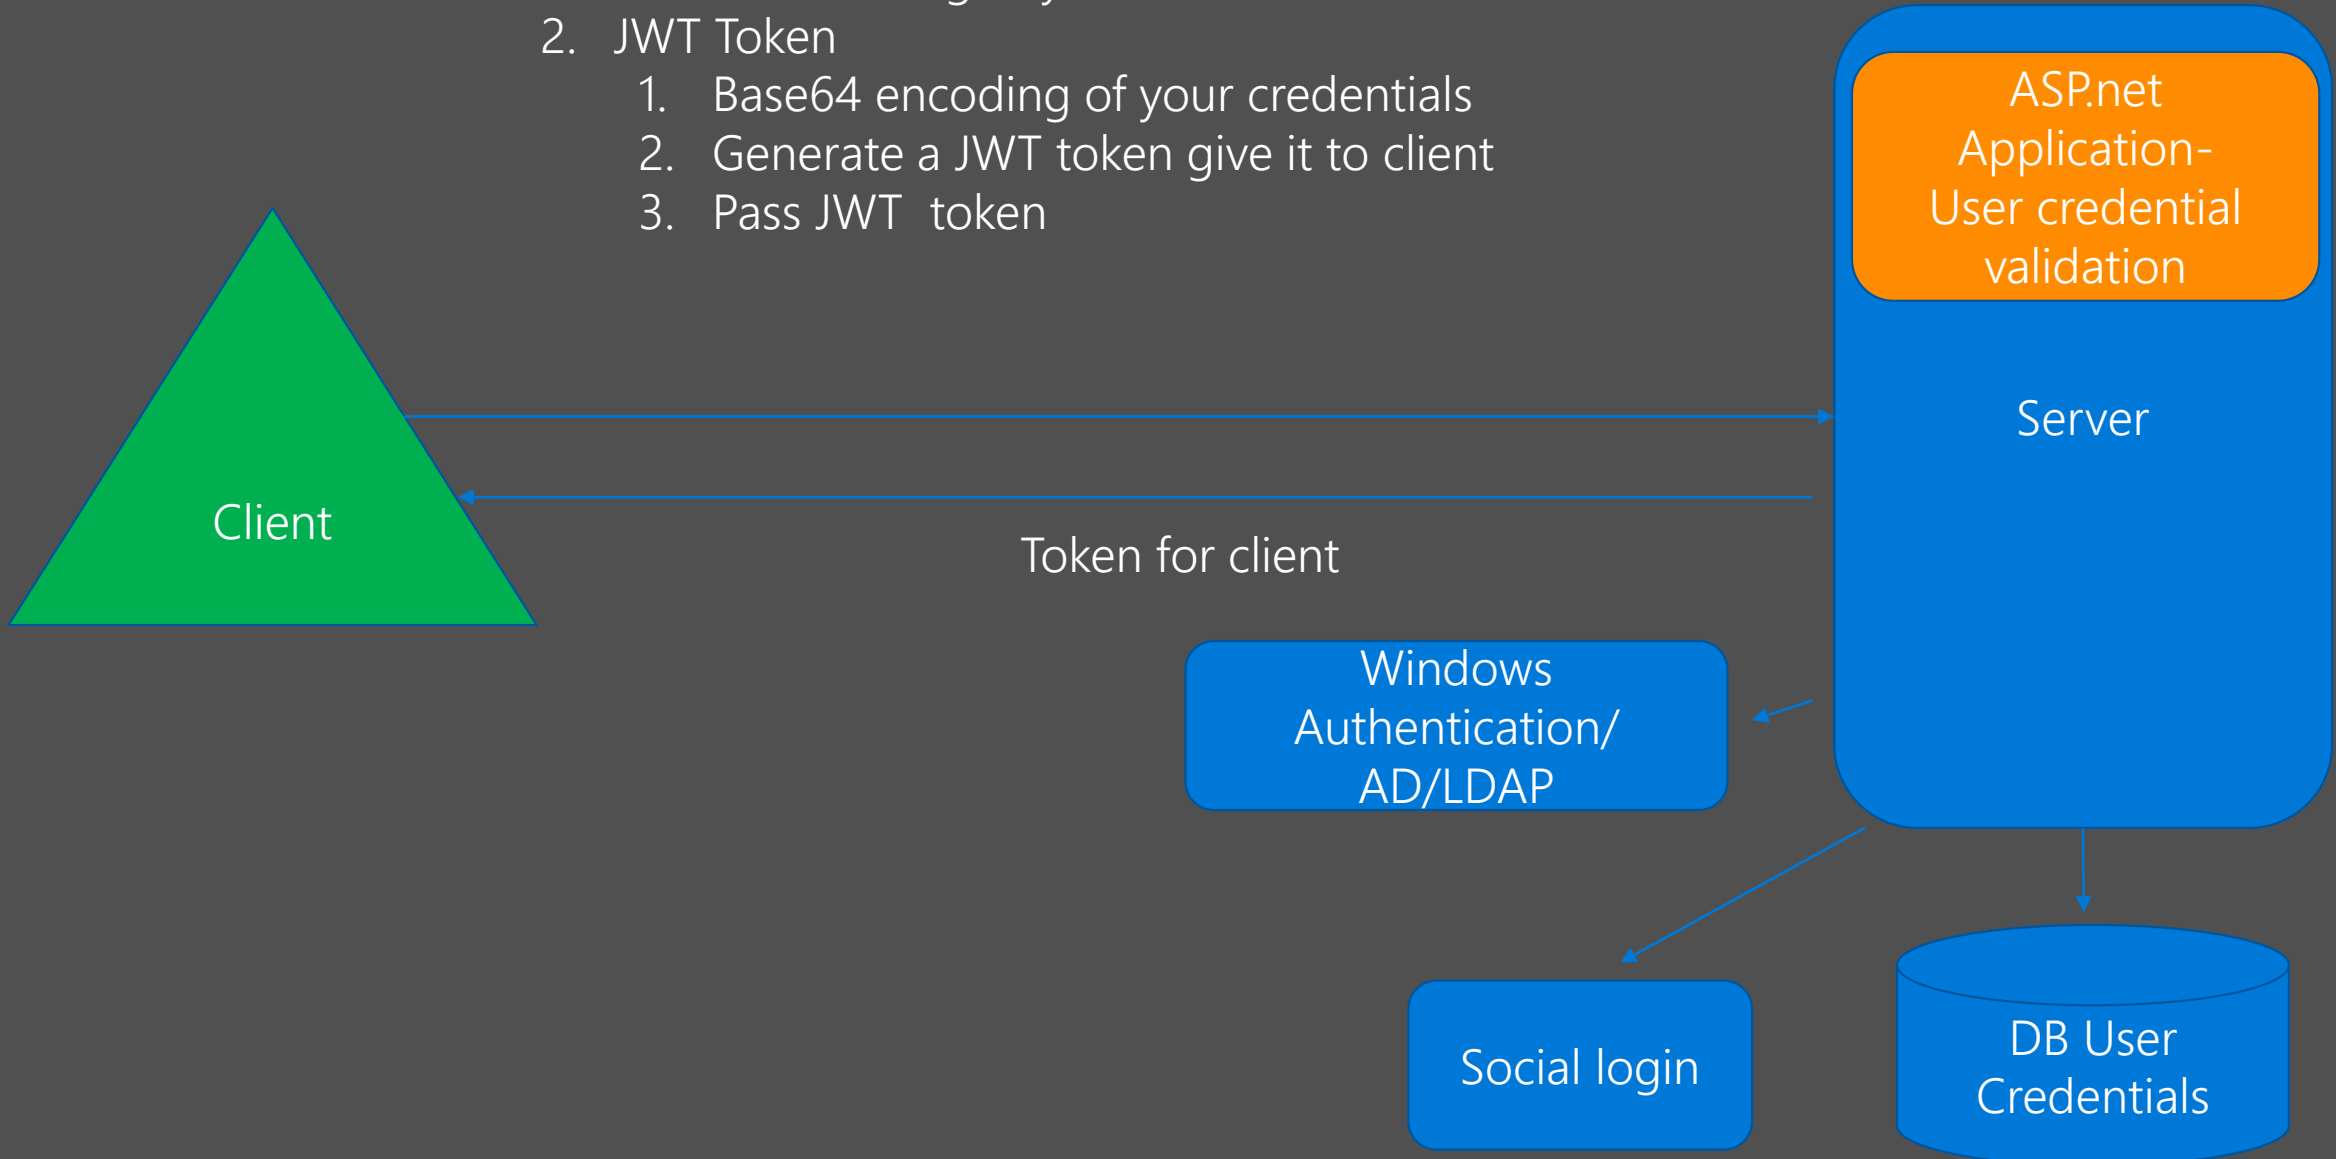 2. JWT Token
1. Base64 encoding of your credentials
2. Generate a JWT token give it to client
3. Pass JWT token
ASP.net
Application-
User credential
validation
Server
Client
Token for client
Windows
Authentication/
AD/LDAP
Social login
DB User
Credentials